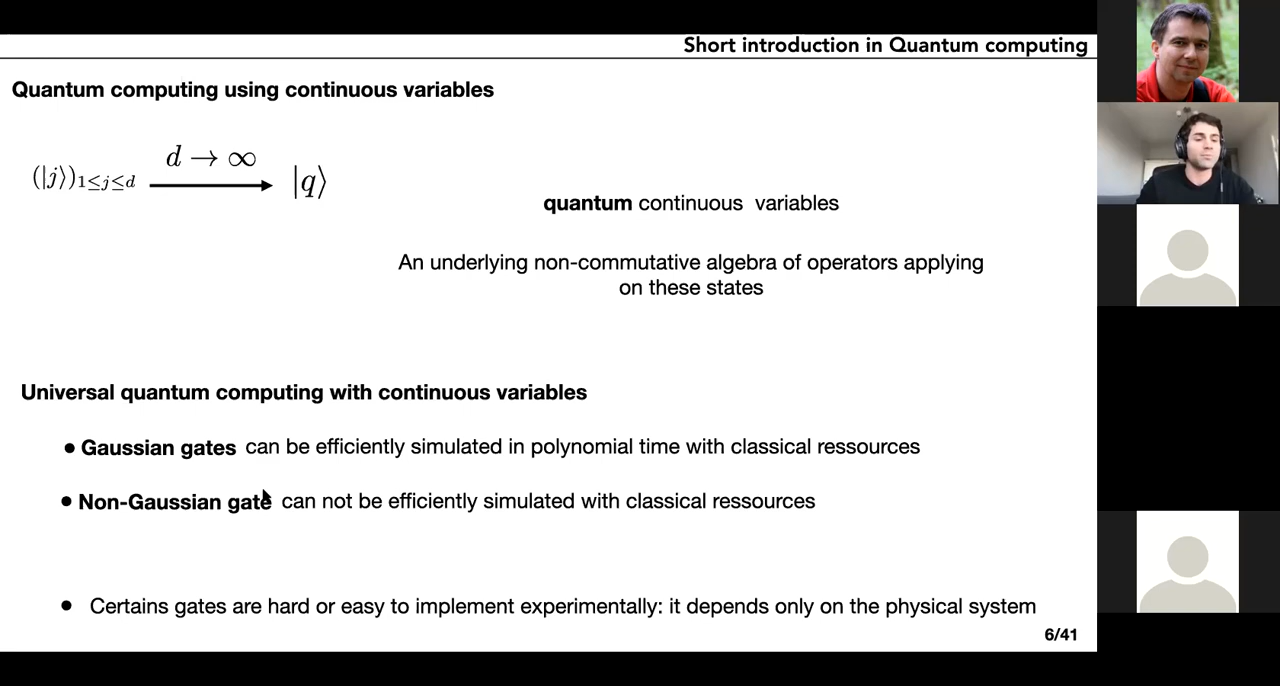 Short introduction in Quantum computing
Quantum computing using continuous variables
(|j⟩)1≤j≤d d → ∞ |q⟩
quantum continuous variables
An underlying non-commutative algebra of operators applying
on these states
Universal quantum computing with continuous variables
● Gaussian gates can be efficiently simulated in polynomial time with classical ressources
● Non-Gaussian gate can not be efficiently simulated with classical ressources
● Certains gates are hard or easy to implement experimentally: it depends only on the physical system
6/41